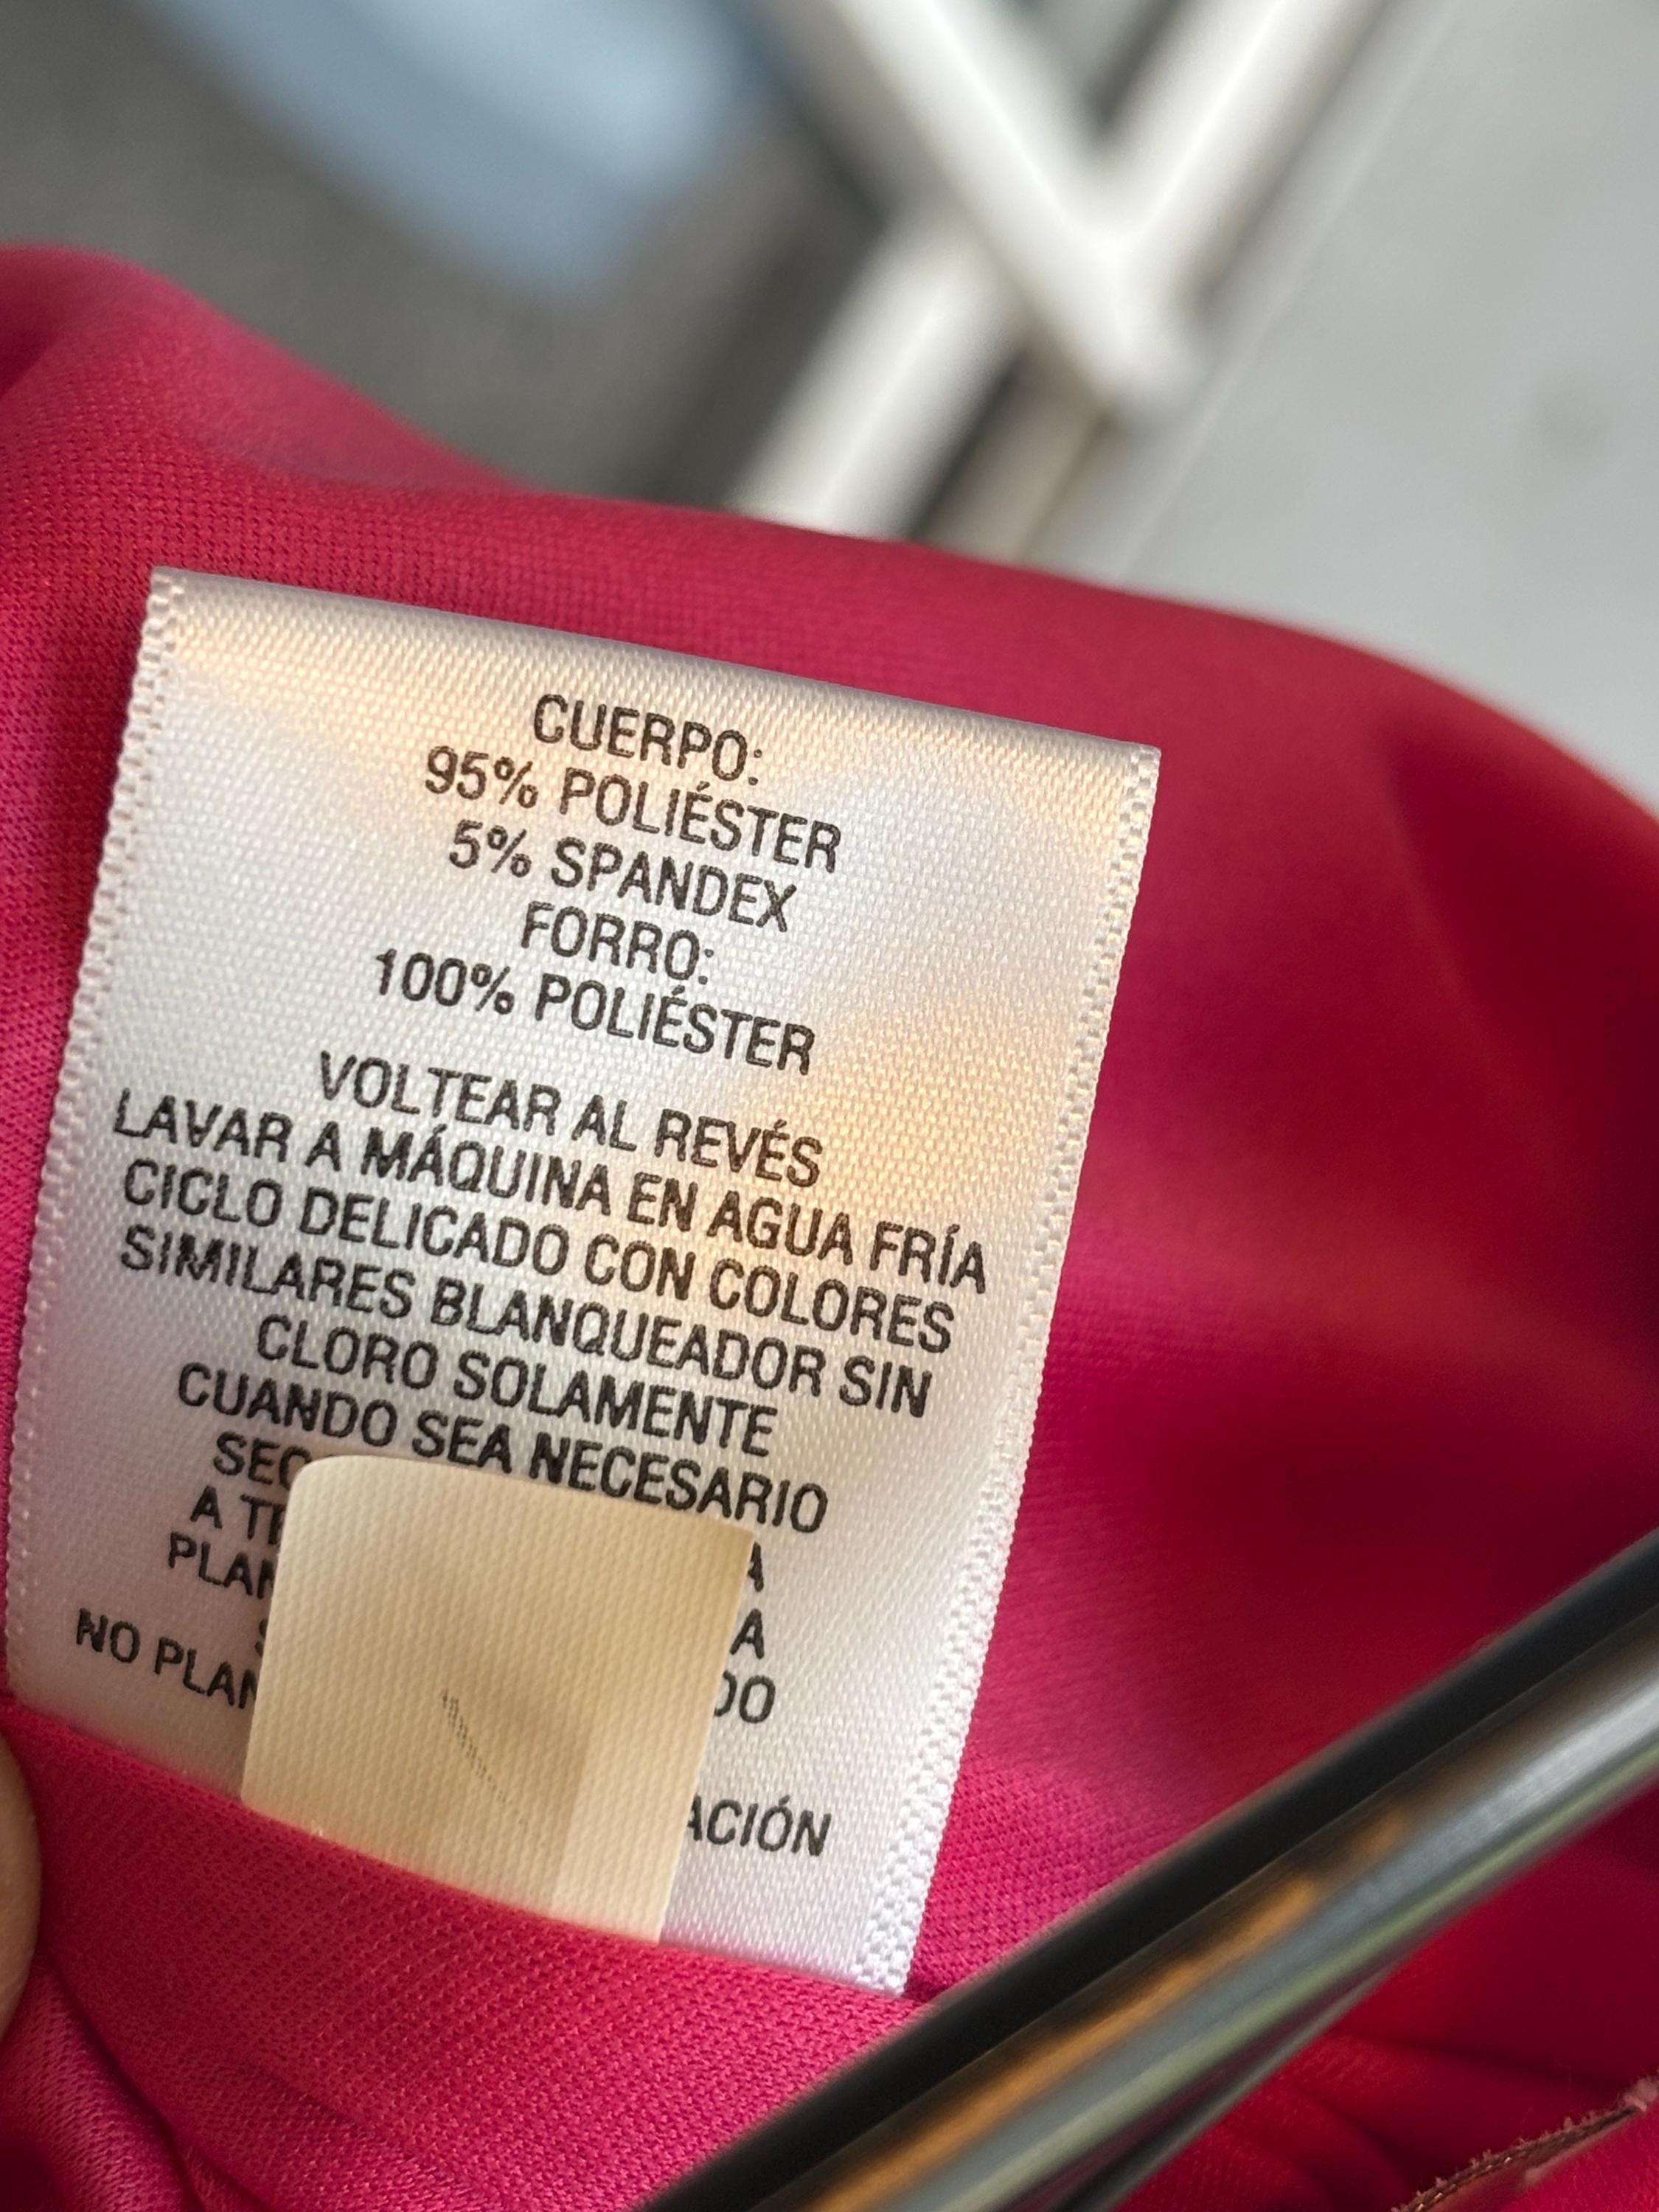 CUERPO:
95% POLIÉSTER
5% SPANDEX
FORRO:
100% POLIÉSTER
VOLTEAR AL REVÉS
LAVAR A MÁQUINA EN AGUA FRÍA
CICLO DELICADO CON COLORES
SIMILARES BLANQUEADOR SIN
CLORO SOLAMENTE
CUANDO SEA NECESARIO
A
NO